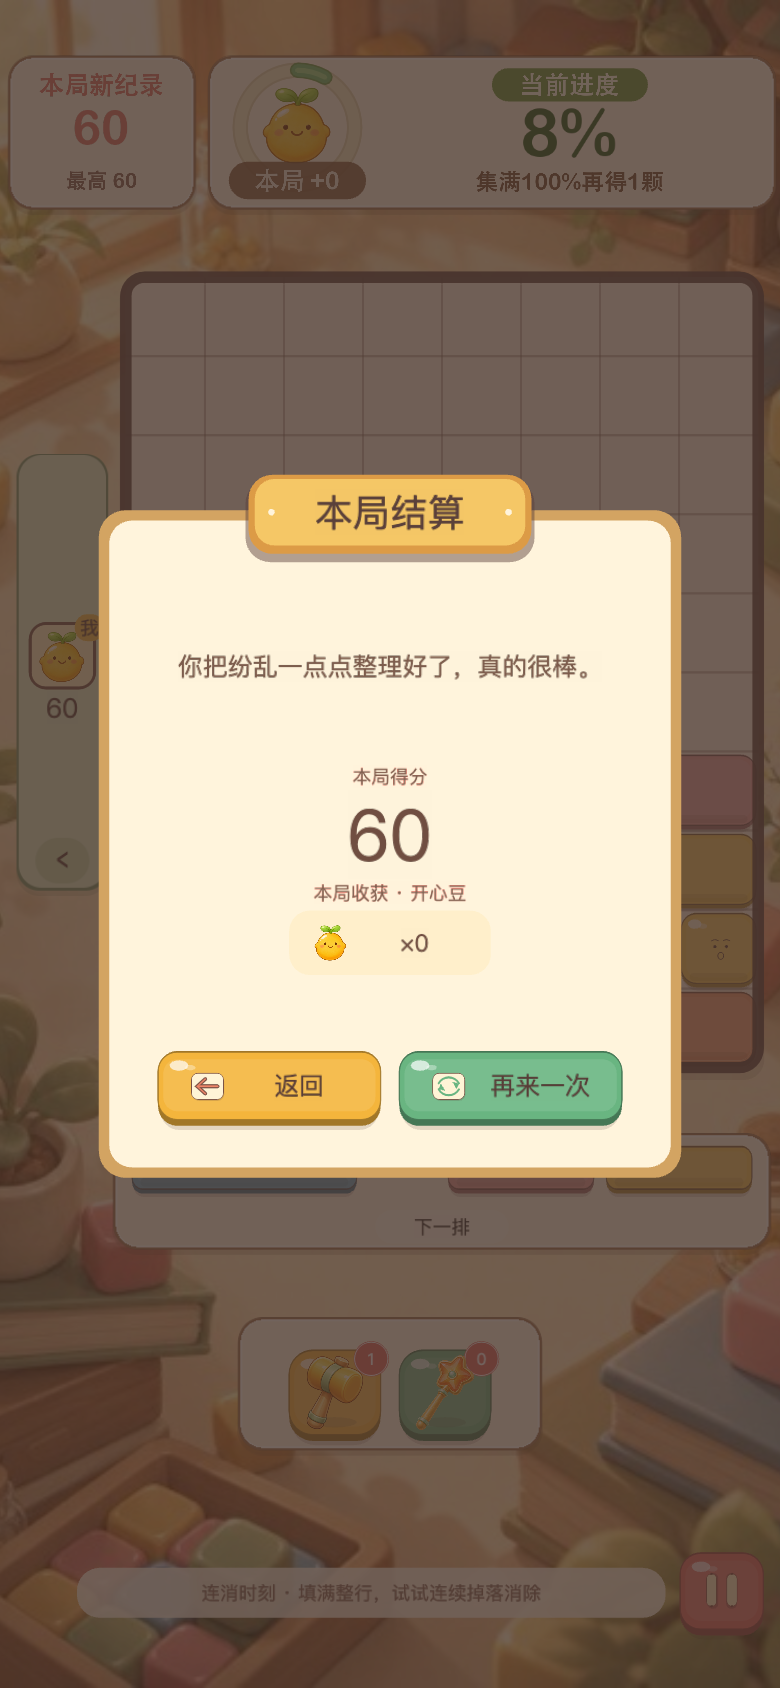 本局新纪录
60
最高 60
本局 +0
当前进度
8%
集满100%再得1颗
我
60
<
本局结算
你把纷乱一点点整理好了，真的很棒。
本局得分
60
本局收获 · 开心豆
×0
返回
再来一次
下一排
1
0
连消时刻 · 填满整行，试试连续掉落消除